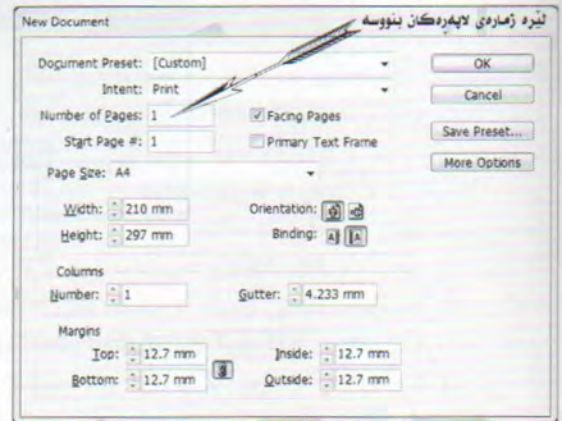 New Document
لێره ژمارەی لاپەڕەکان بنووسە
Document Preset: [Custom]
OK
Intent: Print
Cancel
Number of Pages: 1
Facing Pages
Save Preset...
Start Page #: 1
Primary Text Frame
More Options
Page Size: A4
Width: 210 mm
Orientation:
Height: 297 mm
Binding:
Columns
Number: 1
Gutter: 4.233 mm
Margins
Top: 12.7 mm
Inside: 12.7 mm
Bottom: 12.7 mm
Outside: 12.7 mm